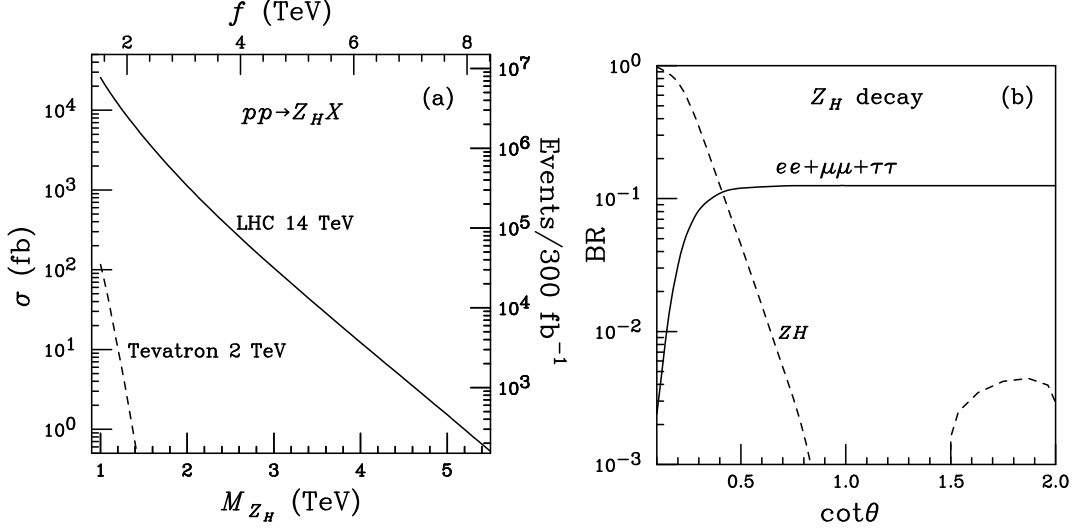 f (TeV)
2 4 6 8
(a)
pp→Z_H X
10^4
10^3
10^2
10^1
10^0
σ (fb)
LHC 14 TeV
Tevatron 2 TeV
10^7
10^6
10^5
10^4
10^3
Events/300 fb^−1
1 2 3 4 5
M_{Z_H} (TeV)
Z_H decay
(b)
10^0
10^−1
10^−2
10^−3
BR
ee+μμ+ττ
ZH
0.5 1.0 1.5 2.0
cotθ